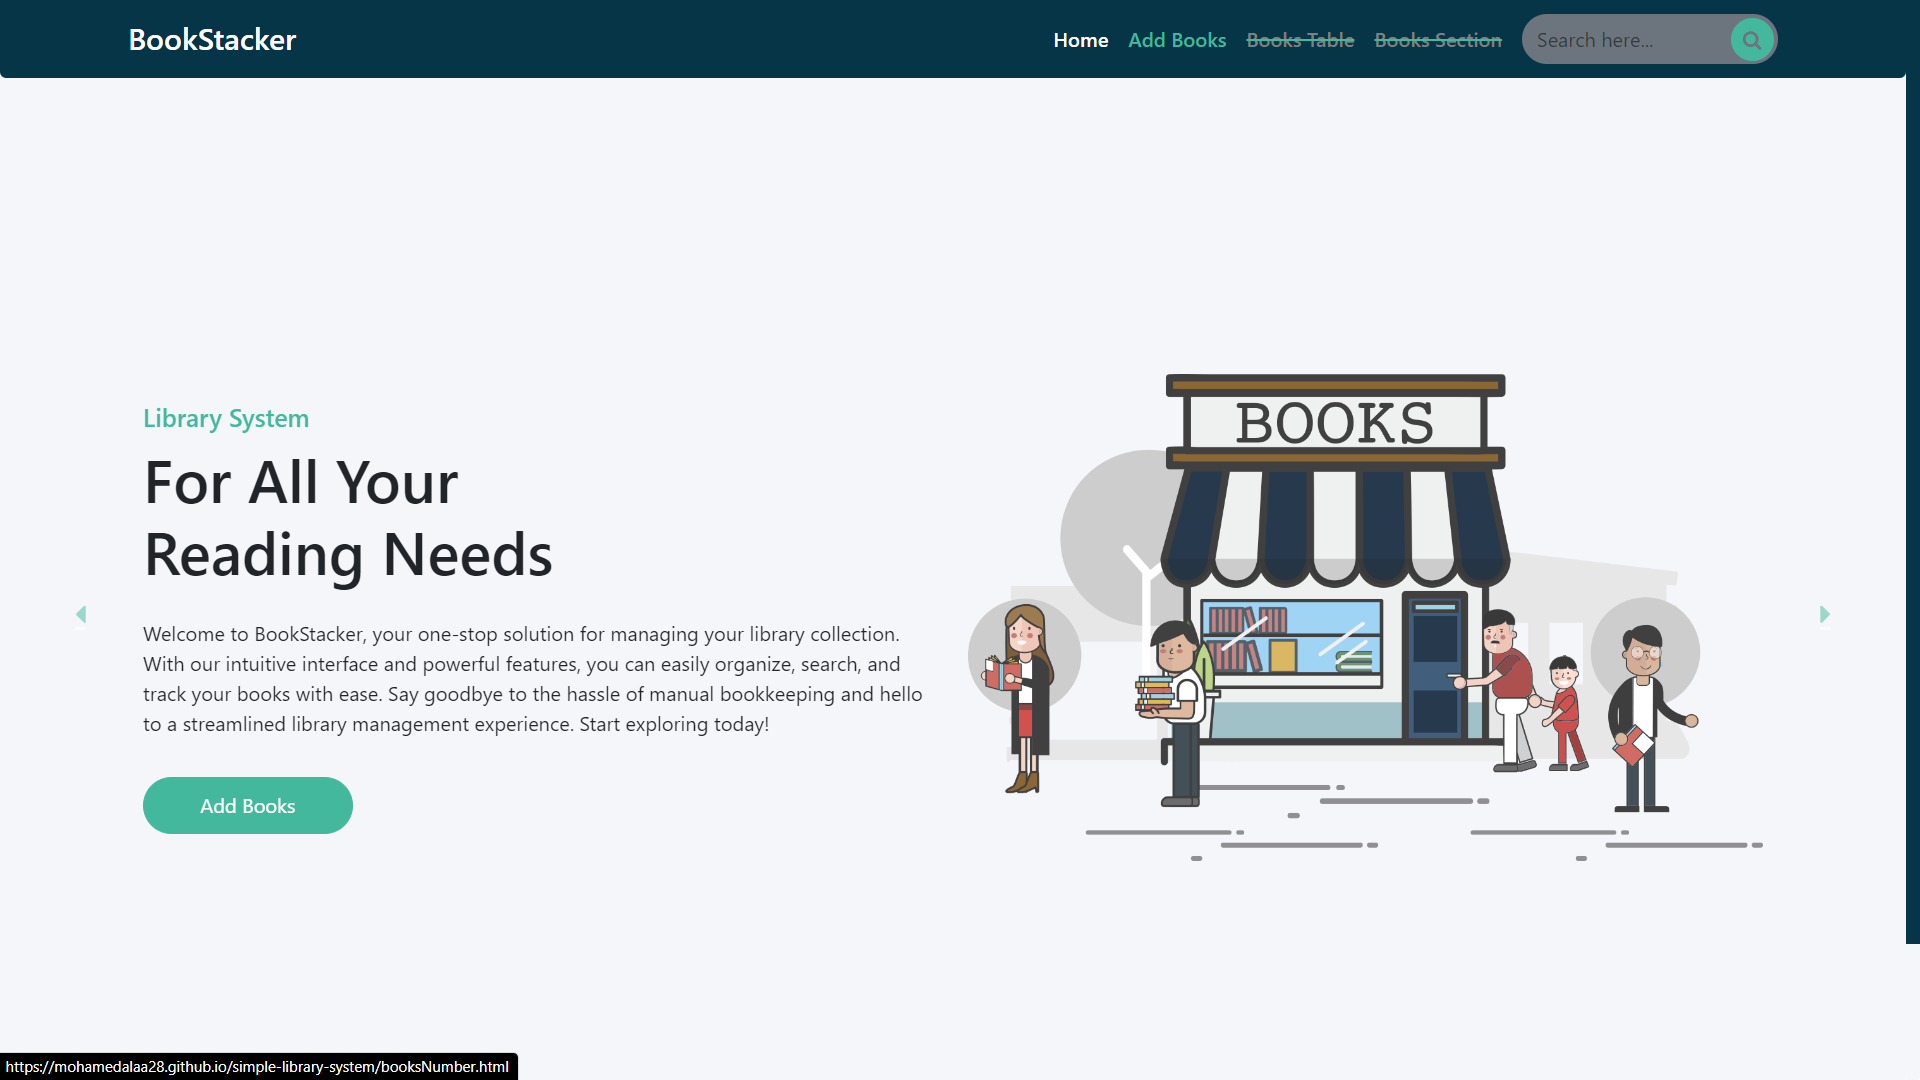 BookStacker
Home Add Books Books Table Books Section Search here...
Library System
For All Your
Reading Needs
Welcome to BookStacker, your one-stop solution for managing your library collection.
With our intuitive interface and powerful features, you can easily organize, search, and
track your books with ease. Say goodbye to the hassle of manual bookkeeping and hello
to a streamlined library management experience. Start exploring today!
Add Books
BOOKS
https://mohamedalaa28.github.io/simple-library-system/booksNumber.html